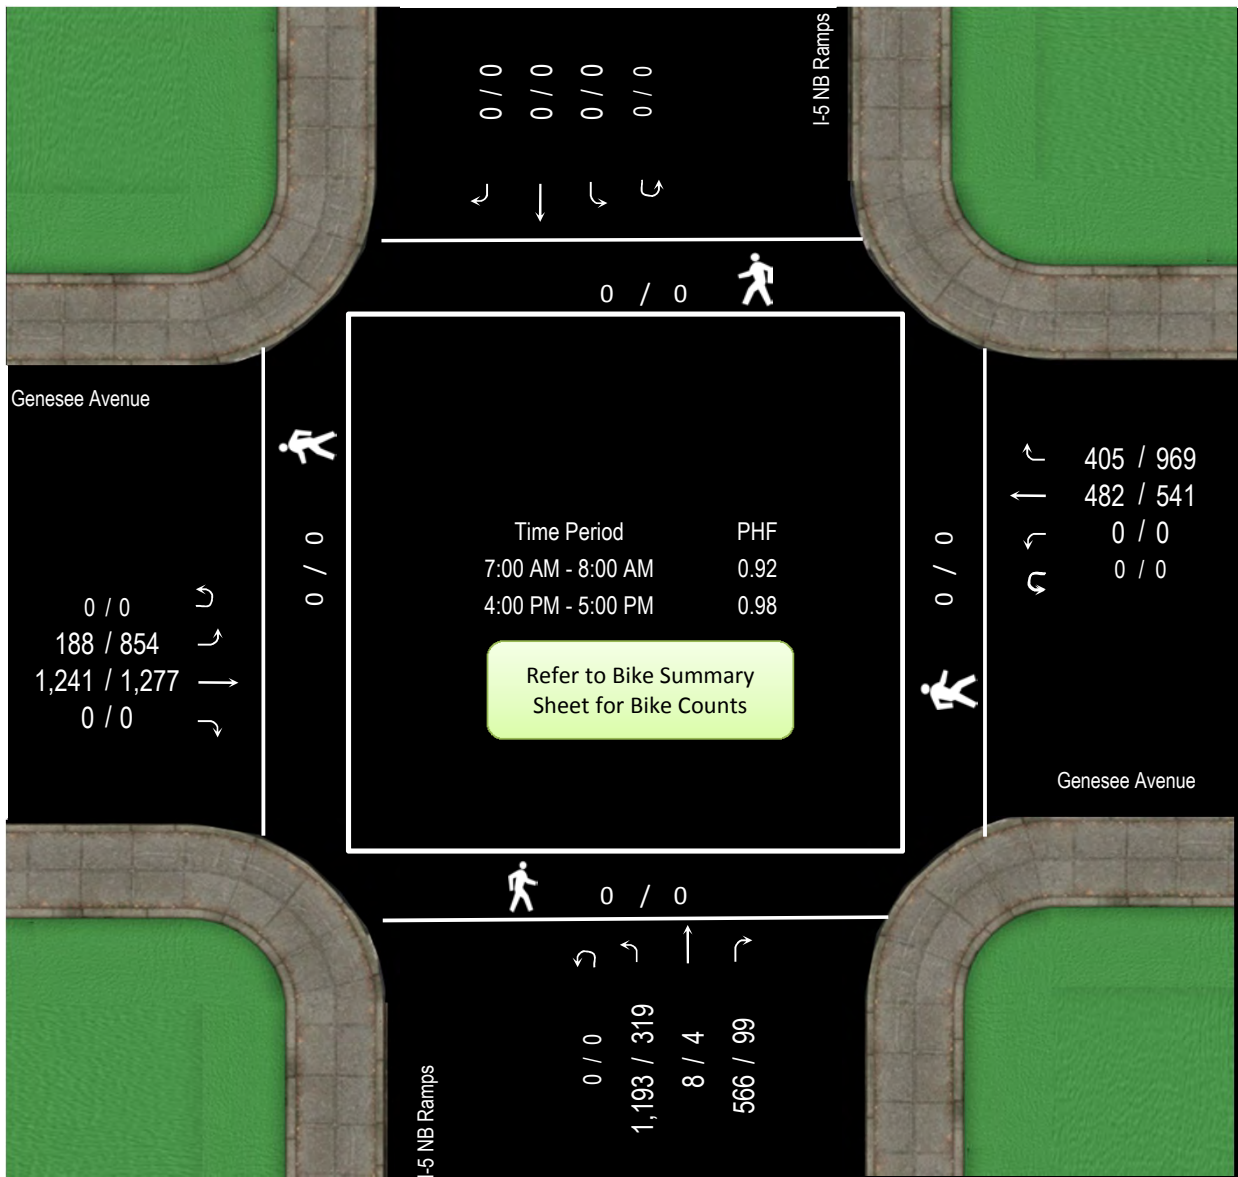 I-5 NB Ramps
0 / 0
0 / 0
0 / 0
0 / 0
0 / 0
Genesee Avenue
405 / 969
482 / 541
0 / 0
0 / 0
0 / 0
0 / 0
Time Period PHF
7:00 AM - 8:00 AM 0.92
4:00 PM - 5:00 PM 0.98
0 / 0
188 / 854
1,241 / 1,277
0 / 0
Refer to Bike Summary
Sheet for Bike Counts
Genesee Avenue
0 / 0
0 / 0
1,193 / 319
8 / 4
566 / 99
I-5 NB Ramps